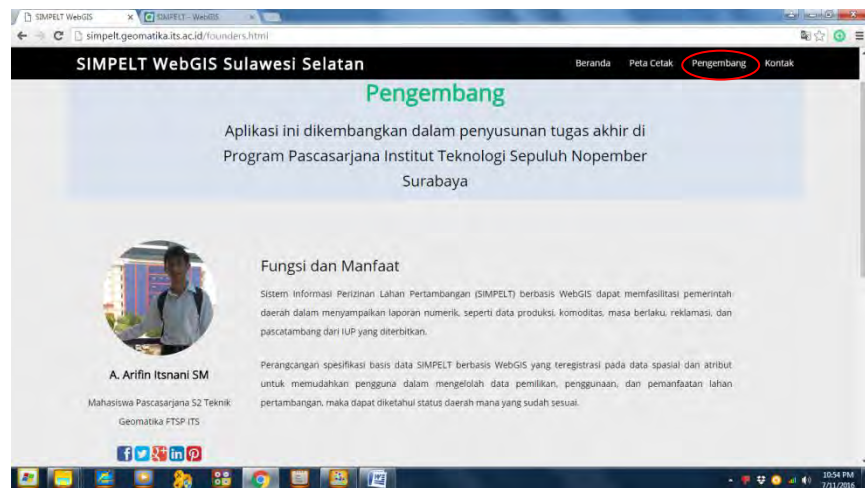 SIMPELT WebGIS
SIMPELT - WebGIS
simpelt.geomatika.its.ac.id/founders.html
SIMPELT WebGIS Sulawesi Selatan
Beranda Peta Cetak Pengembang Kontak
Pengembang
Aplikasi ini dikembangkan dalam penyusunan tugas akhir di
Program Pascasarjana Institut Teknologi Sepuluh Nopember
Surabaya
Fungsi dan Manfaat
Sistem Informasi Perizinan Lahan Pertambangan (SIMPELT) berbasis WebGIS dapat memfasilitasi pemerintah
daerah dalam menyampaikan laporan numerik, seperti data produksi, komoditas, masa berlaku, reklamasi, dan
pascatambang dari IUP yang diterbitkan.
Perangcangan spesifikasi basis data SIMPELT berbasis WebGIS yang teregistrasi pada data spasial dan atribut
untuk memudahkan pengguna dalam mengelolah data pemilikan, penggunaan, dan pemanfaatan lahan
pertambangan, maka dapat diketahui status daerah mana yang sudah sesuai.
A. Arifin Itsnani SM
Mahasiswa Pascasarjana S2 Teknik
Geomatika FTSP ITS
10:54 PM
7/11/2016